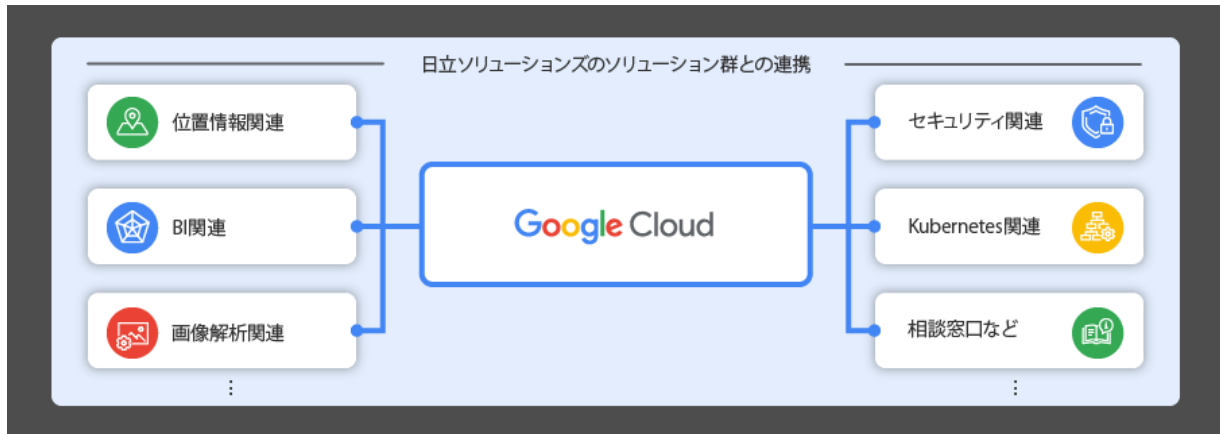 日立ソリューションズのソリューション群との連携
位置情報関連
BI関連
画像解析関連
⋮
Google Cloud
セキュリティ関連
Kubernetes関連
相談窓口など
⋮